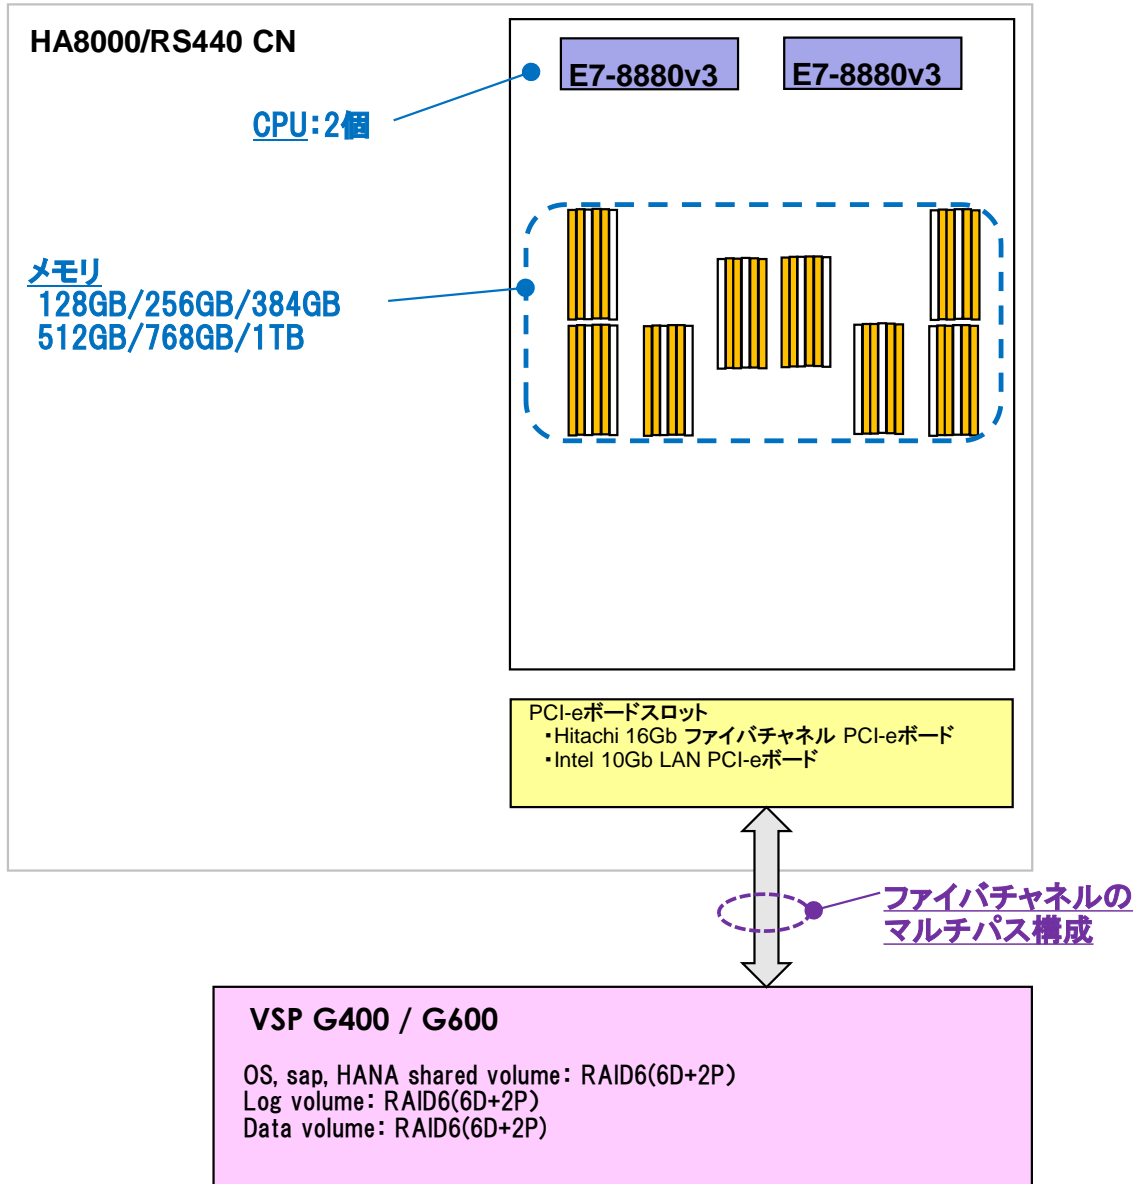 HA8000/RS440 CN
E7-8880v3
E7-8880v3
CPU:2個
メモリ
128GB/256GB/384GB
512GB/768GB/1TB
PCI-eボードスロット
・Hitachi 16Gb ファイバチャネル PCI-eボード
・Intel 10Gb LAN PCI-eボード
ファイバチャネルの
マルチパス構成
VSP G400 / G600
OS, sap, HANA shared volume: RAID6(6D+2P)
Log volume: RAID6(6D+2P)
Data volume: RAID6(6D+2P)